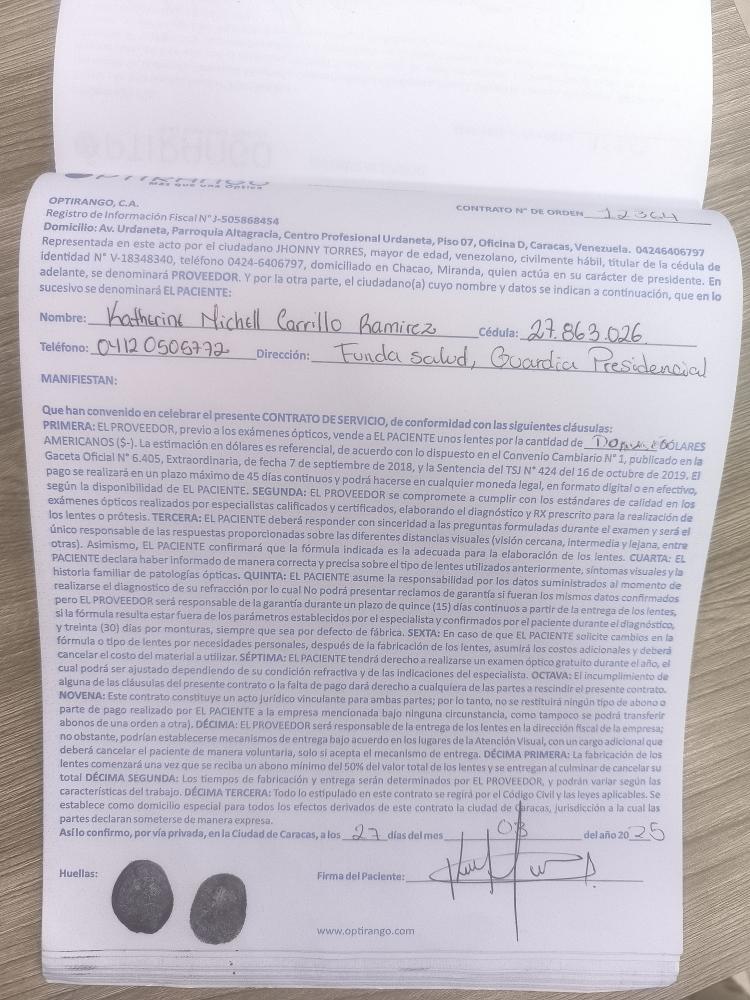 OPTIRANGO
Más que una Óptica
OPTIRANGO, C.A.
CONTRATO N° DE ORDEN
Registro de Información Fiscal N° J-505868454
Domicilio: Av. Urdaneta, Parroquia Altagracia, Centro Profesional Urdaneta, Piso 07, Oficina D, Caracas, Venezuela. 04246406797
Representada en este acto por el ciudadano JHONNY TORRES, mayor de edad, venezolano, civilmente hábil, titular de la cédula de
identidad N° V-18348340, teléfono 0424-6406797, domiciliado en Chacao, Miranda, quien actúa en su carácter de presidente. En
adelante, se denominará PROVEEDOR. Y por la otra parte, el ciudadano(a) cuyo nombre y datos se indican a continuación, que en lo
sucesivo se denominará EL PACIENTE:
Nombre: Katherine Nichell Carrillo Ramirez Cédula: 27.863.026
Teléfono: 0412 0506772 Dirección: Funda salud, Guardia Presidencial
MANIFIESTAN:
Que han convenido en celebrar el presente CONTRATO DE SERVICIO, de conformidad con las siguientes cláusulas:
PRIMERA: EL PROVEEDOR, previo a los exámenes ópticos, vende a EL PACIENTE unos lentes por la cantidad de DÓLARES
AMERICANOS ($-). La estimación en dólares es referencial, de acuerdo con lo dispuesto en el Convenio Cambiario N° 1, publicado en la
Gaceta Oficial N° 6.405, Extraordinaria, de fecha 7 de septiembre de 2018, y la Sentencia del TSJ N° 424 del 16 de octubre de 2019. El
pago se realizará en un plazo máximo de 45 días continuos y podrá hacerse en cualquier moneda legal, en formato digital o en efectivo,
según la disponibilidad de EL PACIENTE. SEGUNDA: EL PROVEEDOR se compromete a cumplir con los estándares de calidad en los
exámenes ópticos realizados por especialistas calificados y certificados, elaborando el diagnóstico y RX prescrito para la realización de
los lentes o prótesis. TERCERA: EL PACIENTE deberá responder con sinceridad a las preguntas formuladas durante el examen y será el
único responsable de las respuestas proporcionadas sobre las diferentes distancias visuales (visión cercana, intermedia y lejana, entre
otras). Asimismo, EL PACIENTE confirmará que la fórmula indicada es la adecuada para la elaboración de los lentes. CUARTA: EL
PACIENTE declara haber informado de manera correcta y precisa sobre el tipo de lentes utilizados anteriormente, síntomas visuales y la
historia familiar de patologías ópticas. QUINTA: EL PACIENTE asume la responsabilidad por los datos suministrados al momento de
realizarse el diagnostico de su refracción por lo cual No podrá presentar reclamos de garantía si fueran los mismos datos confirmados
pero EL PROVEEDOR será responsable de la garantía durante un plazo de quince (15) días continuos a partir de la entrega de los lentes,
si la fórmula resulta estar fuera de los parámetros establecidos por el especialista y confirmados por el paciente durante el diagnóstico,
y treinta (30) días por monturas, siempre que sea por defecto de fábrica. SEXTA: En caso de que EL PACIENTE solicite cambios en la
fórmula o tipo de lentes por necesidades personales, después de la fabricación de los lentes, asumirá los costos adicionales y deberá
cancelar el costo del material a utilizar. SÉPTIMA: EL PACIENTE tendrá derecho a realizarse un examen óptico gratuito durante el año, el
cual podrá ser ajustado dependiendo de su condición refractiva y de las indicaciones del especialista. OCTAVA: El incumplimiento de
alguna de las cláusulas del presente contrato o la falta de pago dará derecho a cualquiera de las partes a rescindir el presente contrato.
NOVENA: Este contrato constituye un acto jurídico vinculante para ambas partes; por lo tanto, no se restituirá ningún tipo de abono o
parte de pago realizado por EL PACIENTE a la empresa mencionada bajo ninguna circunstancia, como tampoco se podrá transferir
abonos de una orden a otra). DÉCIMA: EL PROVEEDOR será responsable de la entrega de los lentes en la dirección fiscal de la empresa;
no obstante, podrían establecerse mecanismos de entrega bajo acuerdo en los lugares de la Atención Visual, con un cargo adicional que
deberá cancelar el paciente de manera voluntaria, solo si acepta el mecanismo de entrega. DÉCIMA PRIMERA: La fabricación de los
lentes comenzará una vez que se reciba un abono mínimo del 50% del valor total de los lentes y se entregan al culminar de cancelar su
total DÉCIMA SEGUNDA: Los tiempos de fabricación y entrega serán determinados por EL PROVEEDOR, y podrán variar según las
características del trabajo. DÉCIMA TERCERA: Todo lo estipulado en este contrato se regirá por el Código Civil y las leyes aplicables. Se
establece como domicilio especial para todos los efectos derivados de este contrato la ciudad de Caracas, jurisdicción a la cual las
partes declaran someterse de manera expresa.
Así lo confirmo, por vía privada, en la Ciudad de Caracas, a los 27 días del mes 03 del año 2025
Huellas:
Firma del Paciente:
www.optirango.com